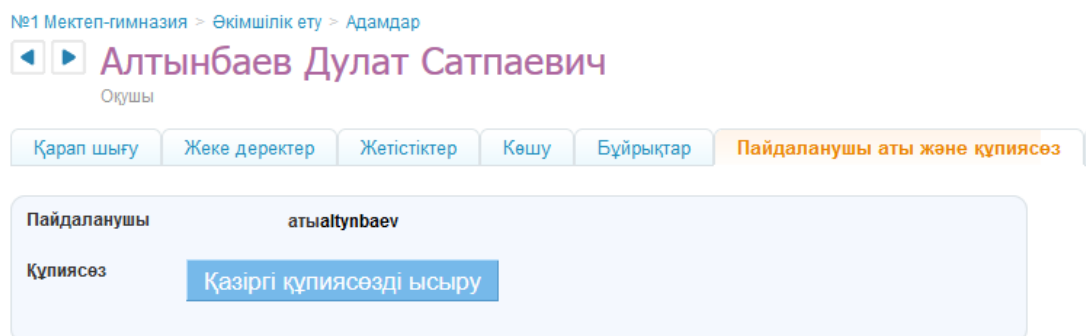 №1 Мектеп-гимназия > Әкімшілік ету > Адамдар
Алтынбаев Дулат Сатпаевич
Оқушы
Қарап шығу Жеке деректер Жетістіктер Көшу Бұйрықтар Пайдаланушы аты және құпиясөз
Пайдаланушы атыaltynbaev
Құпиясөз Қазіргі құпиясөзді ысыру